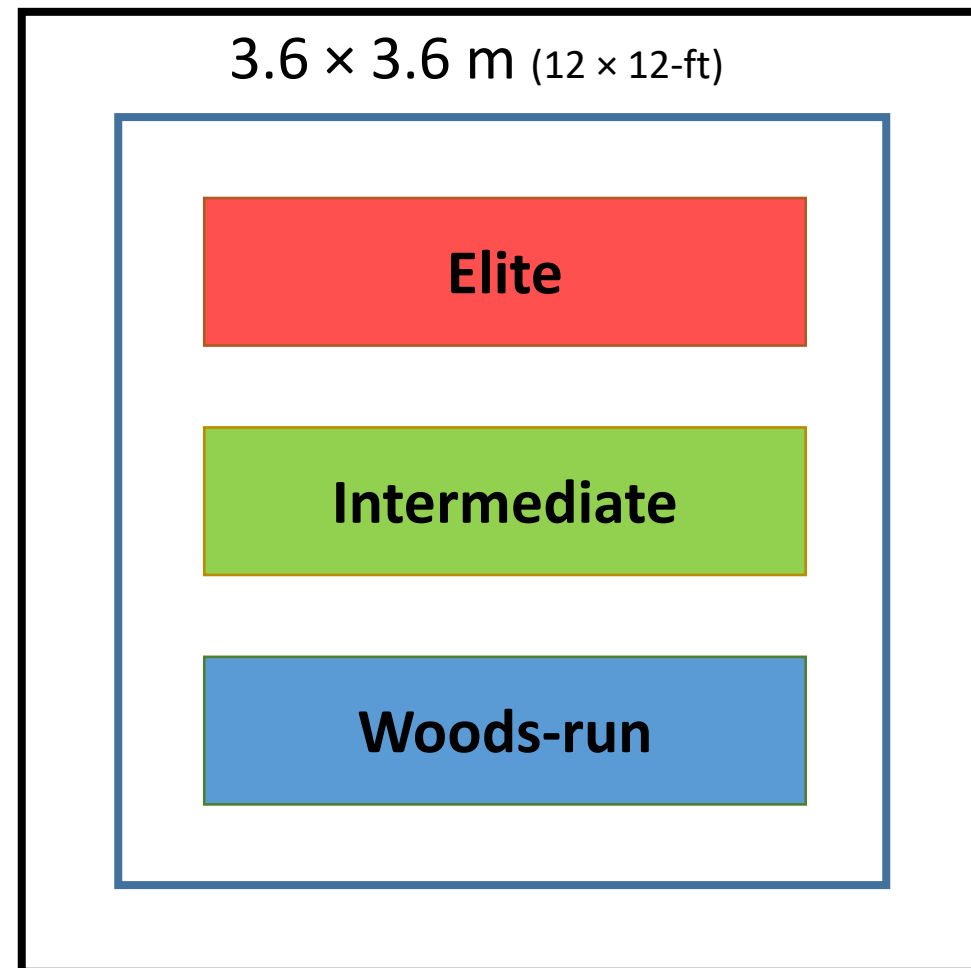 3.6 × 3.6 m (12 × 12-ft)
Elite
Intermediate
Woods-run